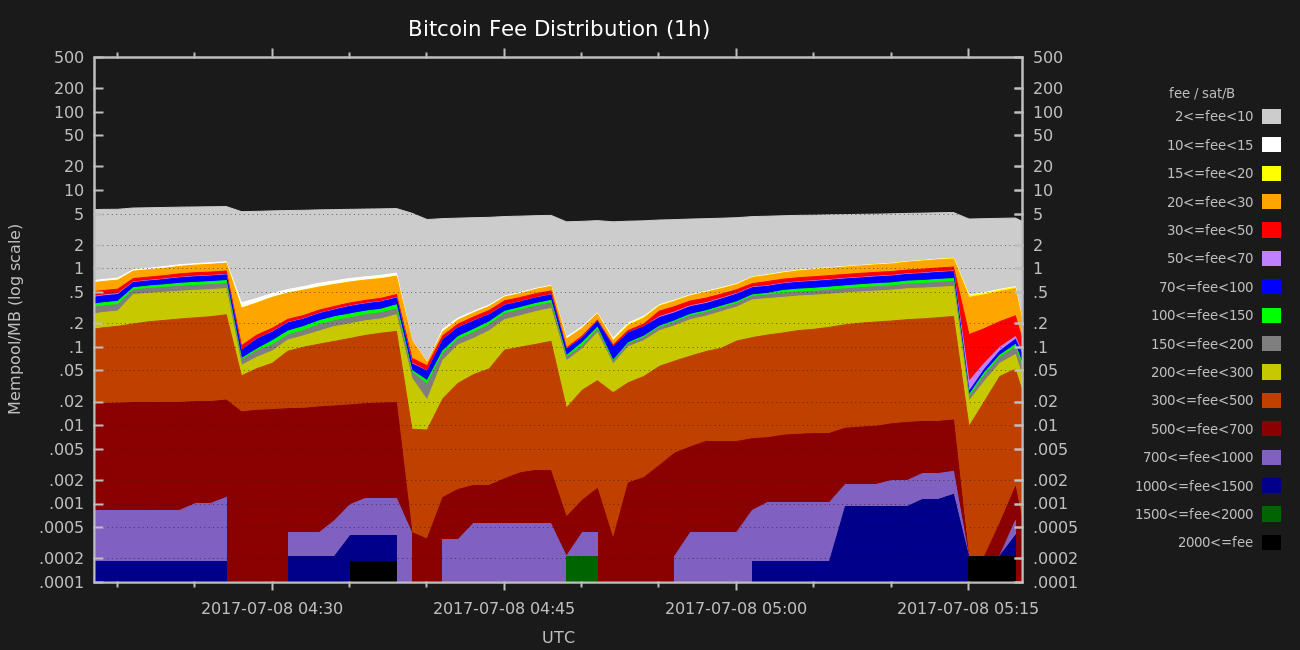 Bitcoin Fee Distribution (1h)
500 500
200 200
100 100
50 50
20 20
10 10
5 5
2 2
1 1
.5 .5
.2 .2
.1 .1
.05 .05
.02 .02
.01 .01
.005 .005
.002 .002
.001 .001
.0005 .0005
.0002 .0002
.0001 .0001
Mempool/MB (log scale)
2017-07-08 04:30 2017-07-08 04:45 2017-07-08 05:00 2017-07-08 05:15
UTC
fee / sat/B
2<=fee<10
10<=fee<15
15<=fee<20
20<=fee<30
30<=fee<50
50<=fee<70
70<=fee<100
100<=fee<150
150<=fee<200
200<=fee<300
300<=fee<500
500<=fee<700
700<=fee<1000
1000<=fee<1500
1500<=fee<2000
2000<=fee